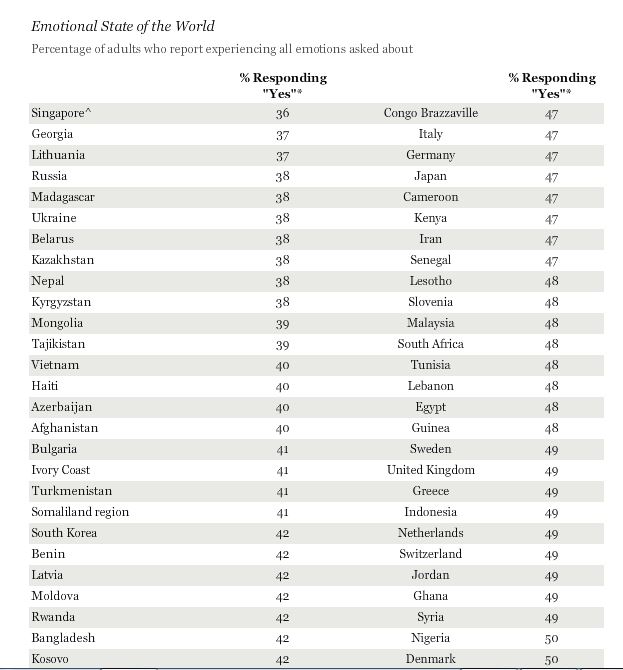 Emotional State of the World
Percentage of adults who report experiencing all emotions asked about
% Responding % Responding
"Yes"* "Yes"*
Singapore^ 36 Congo Brazzaville 47
Georgia 37 Italy 47
Lithuania 37 Germany 47
Russia 38 Japan 47
Madagascar 38 Cameroon 47
Ukraine 38 Kenya 47
Belarus 38 Iran 47
Kazakhstan 38 Senegal 47
Nepal 38 Lesotho 48
Kyrgyzstan 38 Slovenia 48
Mongolia 39 Malaysia 48
Tajikistan 39 South Africa 48
Vietnam 40 Tunisia 48
Haiti 40 Lebanon 48
Azerbaijan 40 Egypt 48
Afghanistan 40 Guinea 48
Bulgaria 41 Sweden 49
Ivory Coast 41 United Kingdom 49
Turkmenistan 41 Greece 49
Somaliland region 41 Indonesia 49
South Korea 42 Netherlands 49
Benin 42 Switzerland 49
Latvia 42 Jordan 49
Moldova 42 Ghana 49
Rwanda 42 Syria 49
Bangladesh 42 Nigeria 50
Kosovo 42 Denmark 50